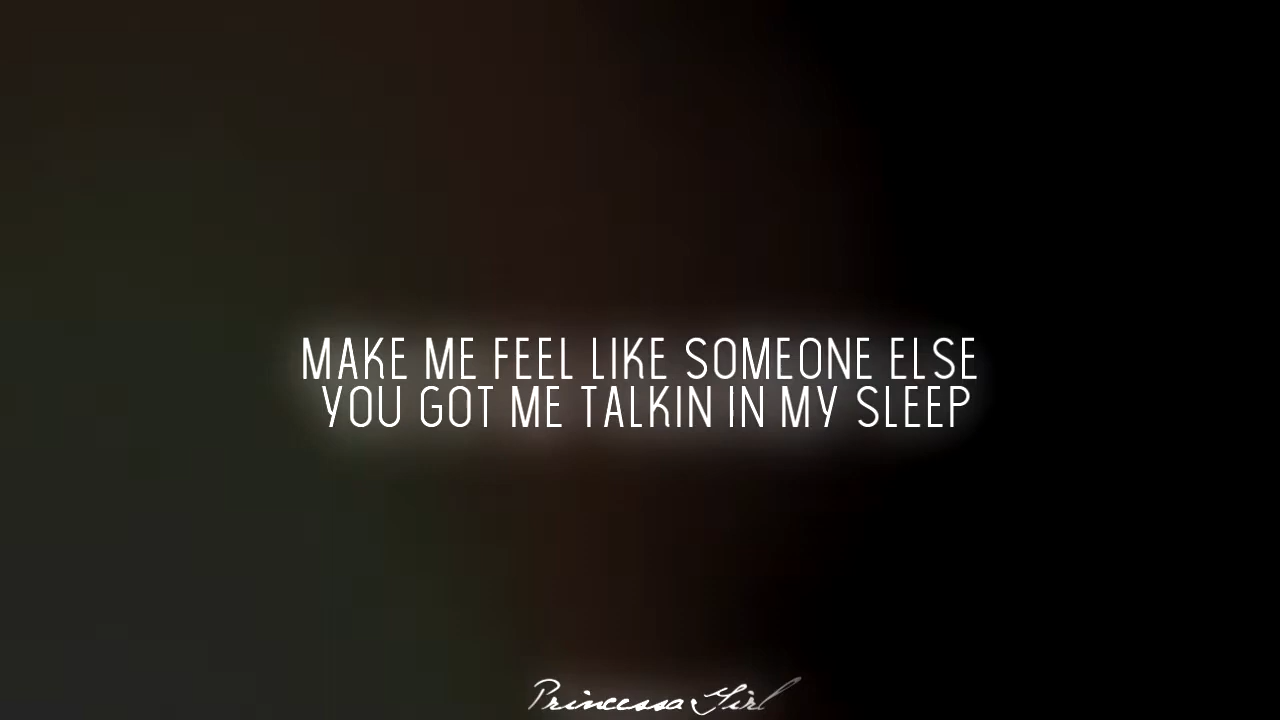 MAKE ME FEEL LIKE SOMEONE ELSE
YOU GOT ME TALKIN IN MY SLEEP
Princessa Girl